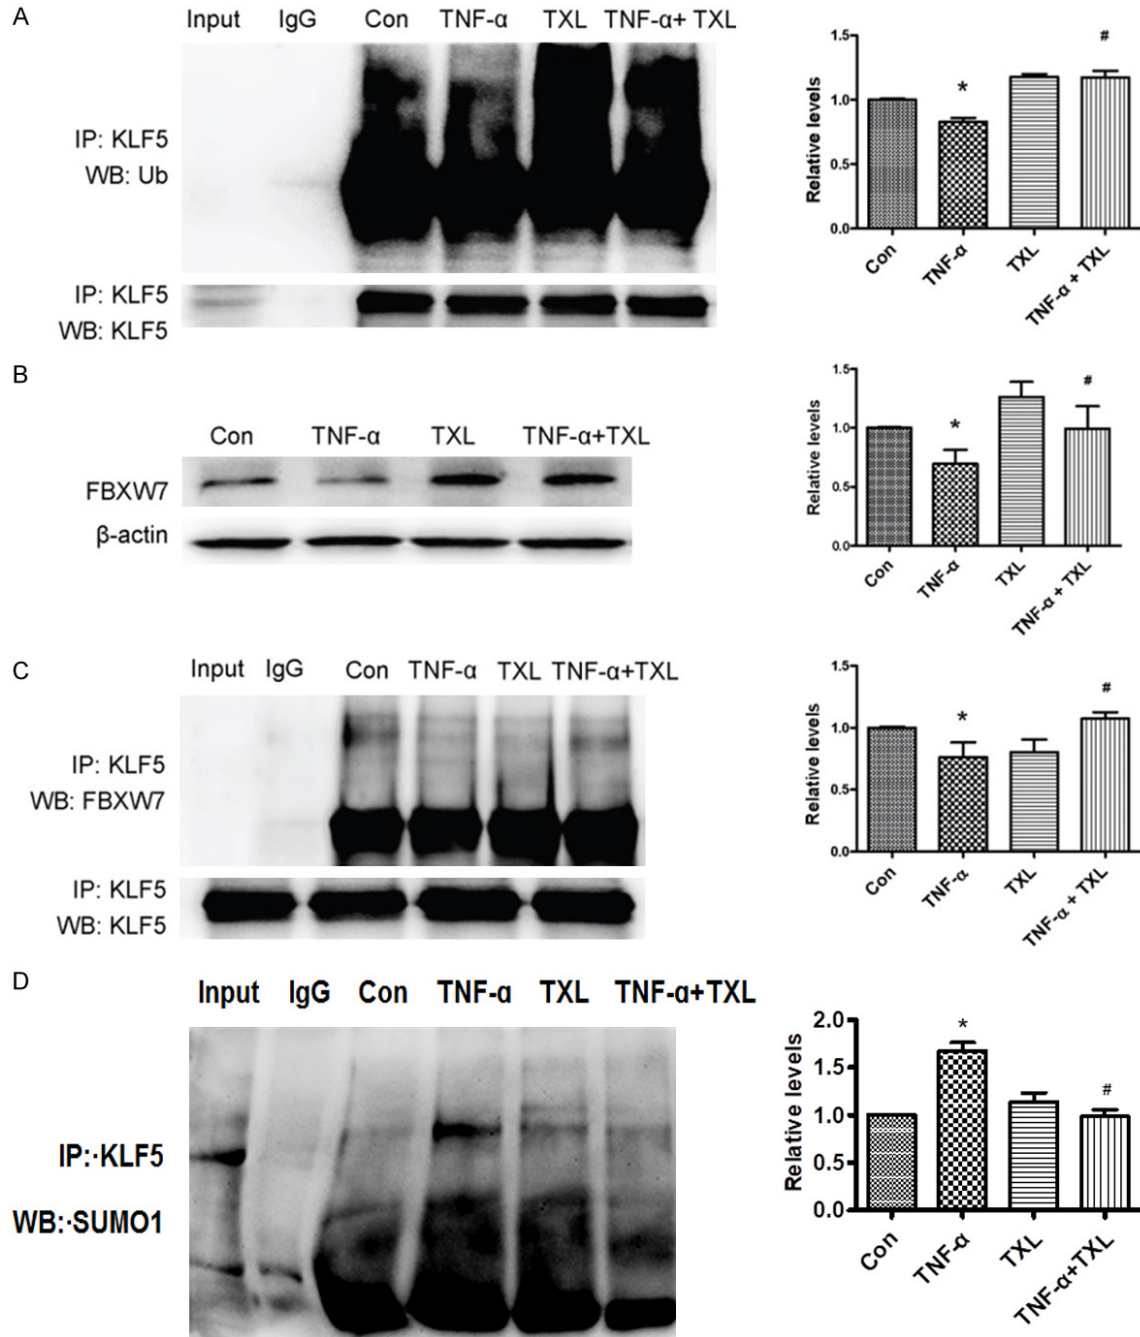 A
Input IgG Con TNF-α TXL TNF-α+ TXL
IP: KLF5
WB: Ub
IP: KLF5
WB: KLF5
Relative levels
1.5
1.0
0.5
0.0
*
#
Con
TNF-α
TXL
TNF-α + TXL
B
Con TNF-α TXL TNF-α+TXL
FBXW7
β-actin
Relative levels
1.5
1.0
0.5
0.0
*
#
Con
TNF-α
TXL
TNF-α + TXL
C
Input IgG Con TNF-α TXL TNF-α+TXL
IP: KLF5
WB: FBXW7
IP: KLF5
WB: KLF5
Relative levels
1.5
1.0
0.5
0.0
*
#
Con
TNF-α
TXL
TNF-α + TXL
D
Input IgG Con TNF-α TXL TNF-α+TXL
IP:·KLF5
WB:·SUMO1
Relative levels
2.0
1.5
1.0
0.5
0.0
*
#
Con
TNF-α
TXL
TNF-α+TXL